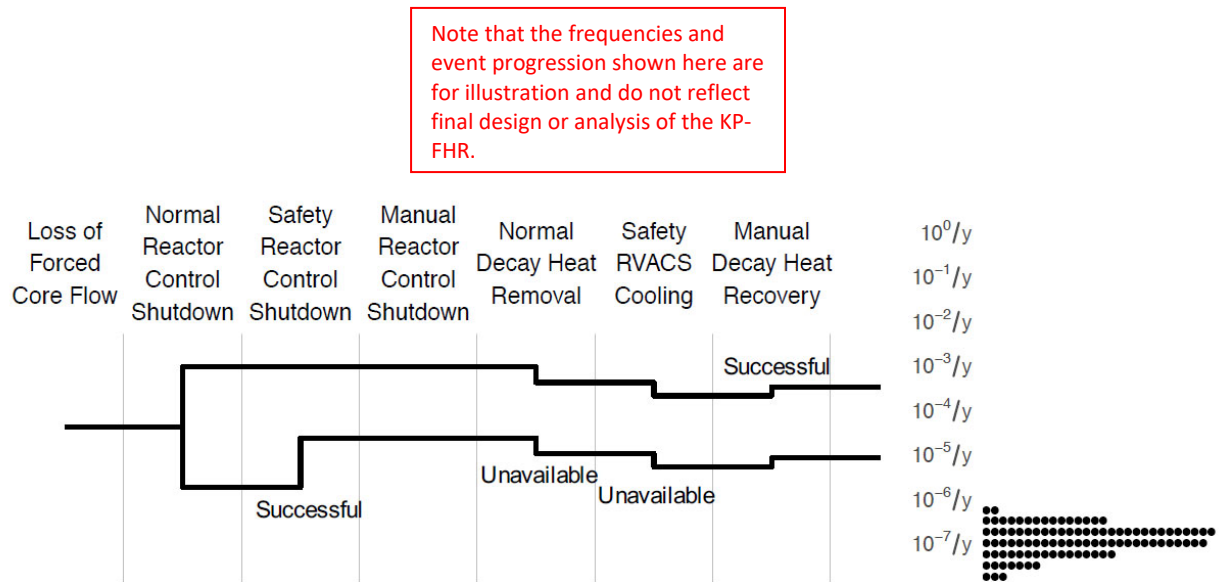 Note that the frequencies and
event progression shown here are
for illustration and do not reflect
final design or analysis of the KP-
FHR.
Loss of
Forced
Core Flow
Normal
Reactor
Control
Shutdown
Safety
Reactor
Control
Shutdown
Manual
Reactor
Control
Shutdown
Normal
Decay Heat
Removal
Safety
RVACS
Cooling
Manual
Decay Heat
Recovery
10⁰/y
10⁻¹/y
10⁻²/y
10⁻³/y
10⁻⁴/y
10⁻⁵/y
10⁻⁶/y
10⁻⁷/y
Successful
Unavailable
Unavailable
Successful